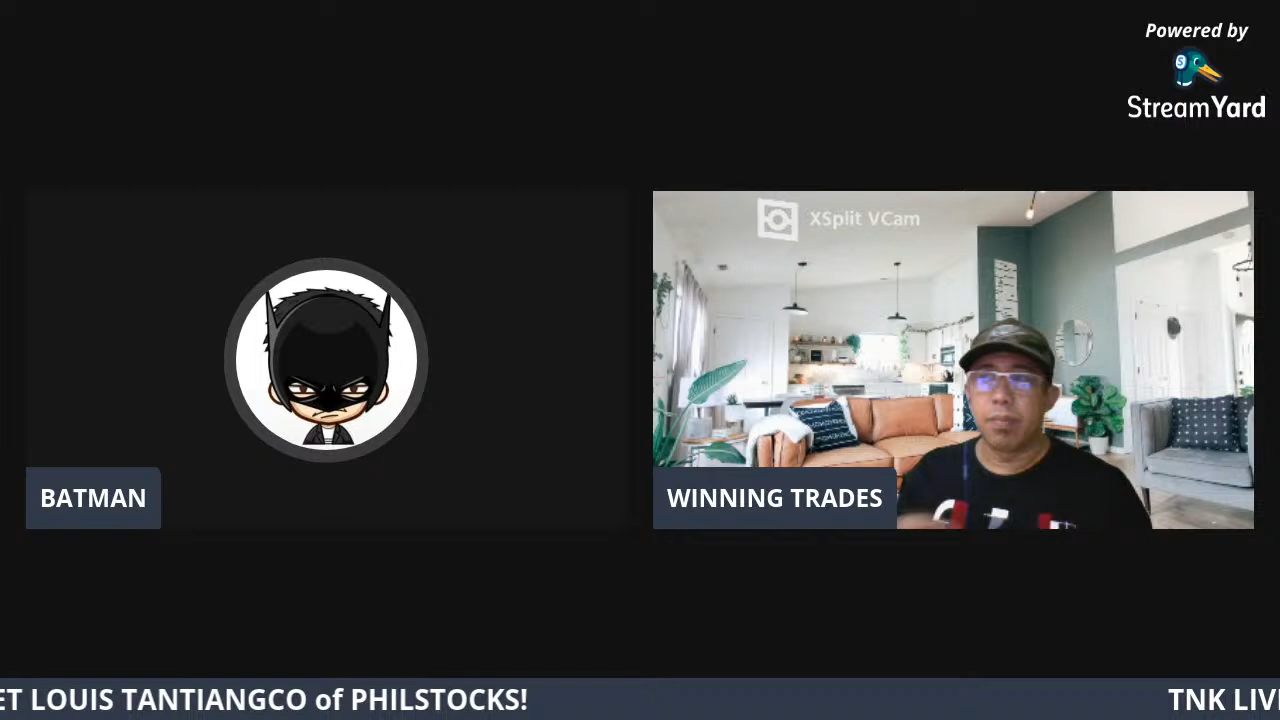 Powered by
StreamYard
XSplit VCam
BATMAN
WINNING TRADES
ET LOUIS TANTIANGCO of PHILSTOCKS!
TNK LIV